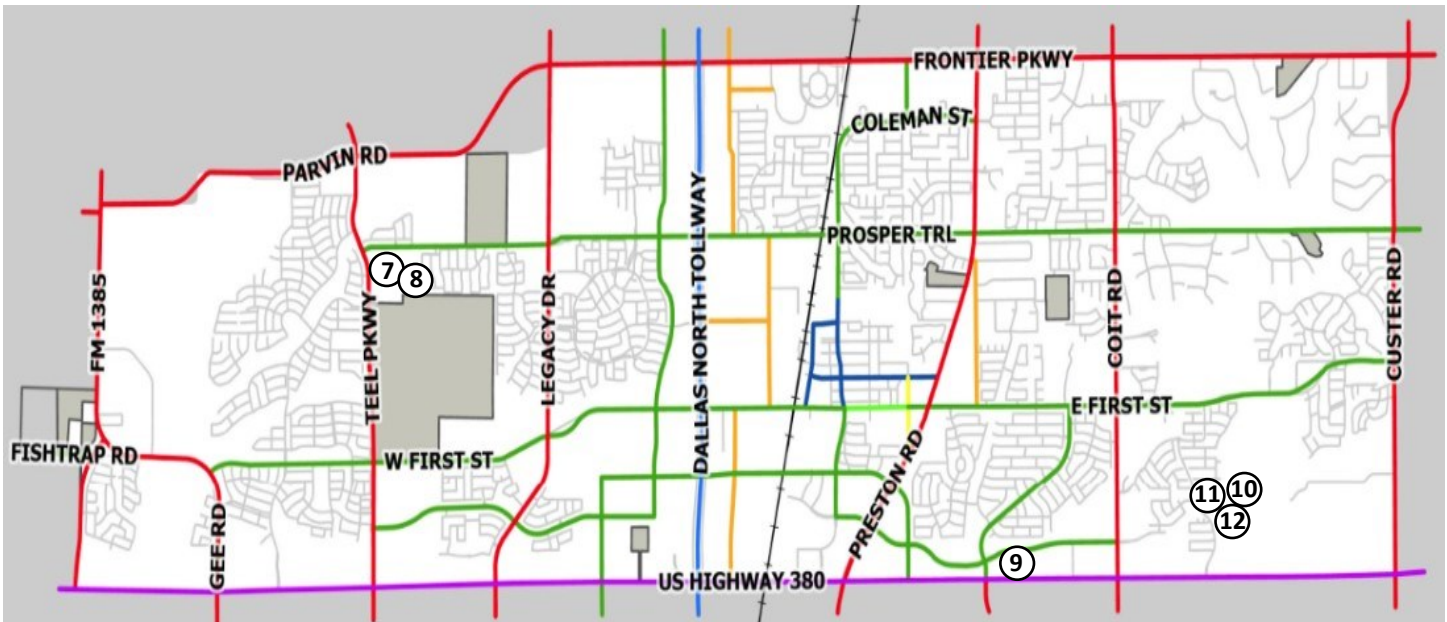 FRONTIER PKWY
COLEMAN ST
PARVIN RD
PROSPER TRL
7
8
FM 1385
TEEL PKWY
LEGACY DR
DALLAS NORTH TOLLWAY
COIT RD
CUSTER RD
E FIRST ST
FISHTRAP RD
W FIRST ST
PRESTON RD
11
10
12
GEE RD
9
US HIGHWAY 380